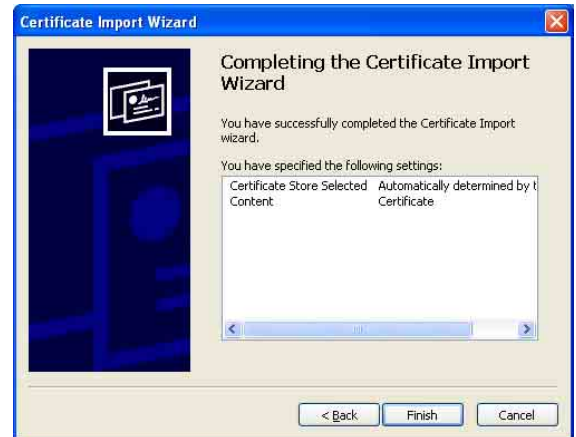 Certificate Import Wizard
Completing the Certificate Import
Wizard
You have successfully completed the Certificate Import
wizard.
You have specified the following settings:
Certificate Store Selected Automatically determined by t
Content Certificate
< Back Finish Cancel